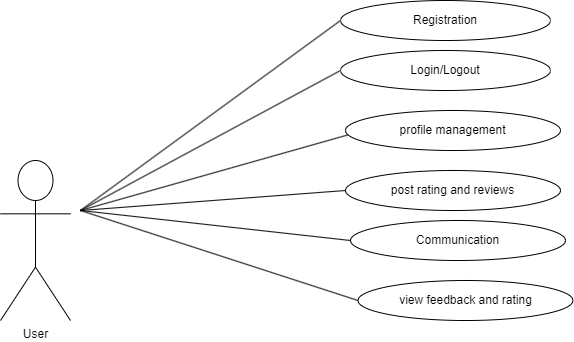 Registration
Login/Logout
profile management
post rating and reviews
Communication
view feedback and rating
User